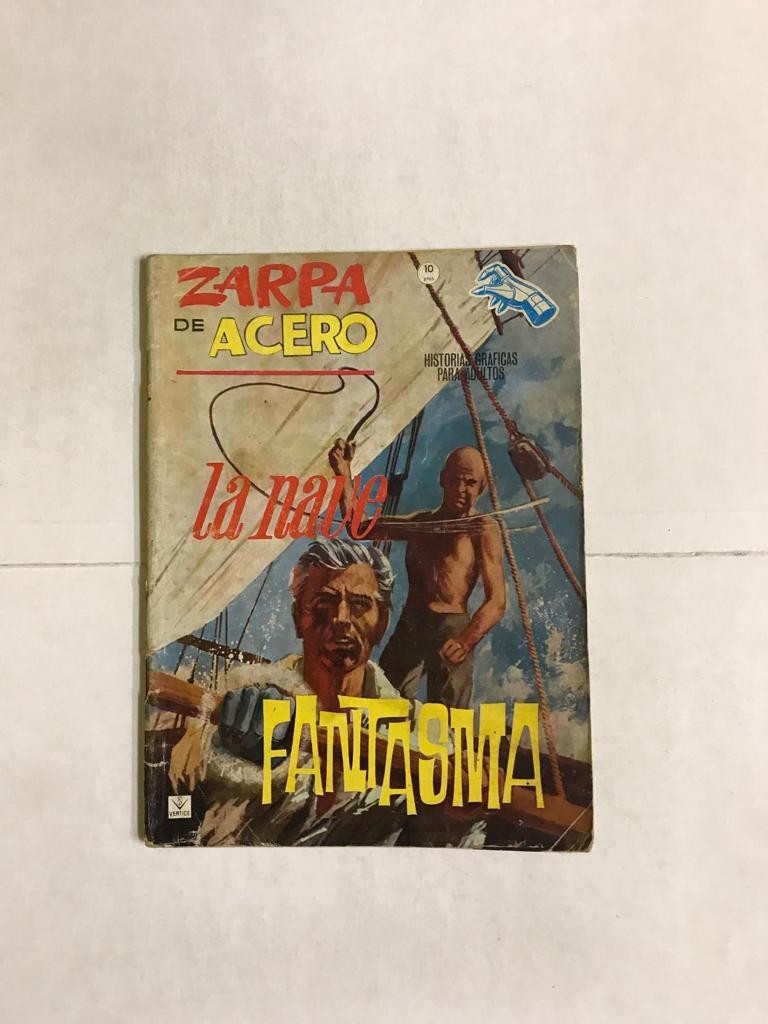 ZARPA
DE ACERO
10
ptas
HISTORIAS GRAFICAS
PARA ADULTOS
la nave
FANTASMA
VERTICE